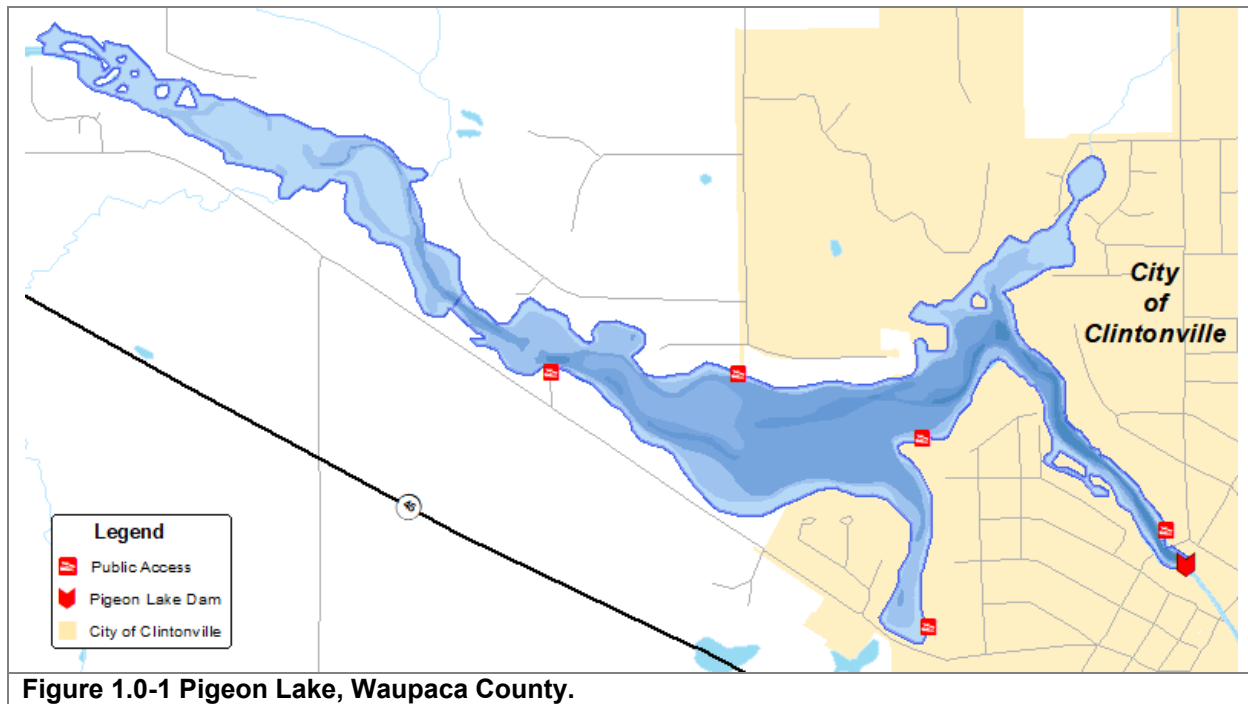 City
of
Clintonville
45
Legend
Public Access
Pigeon Lake Dam
City of Clintonville
Figure 1.0-1 Pigeon Lake, Waupaca County.